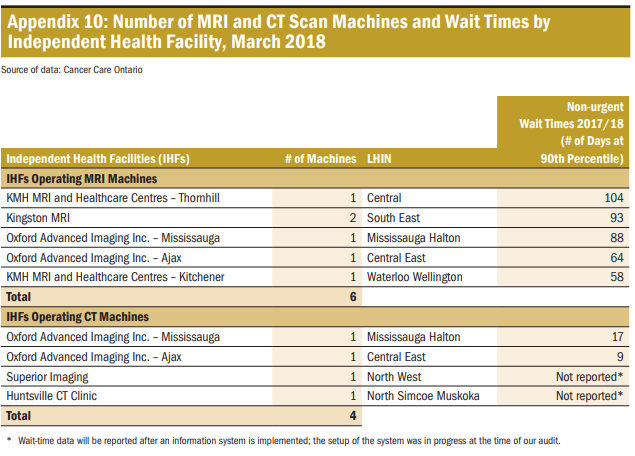 Appendix 10: Number of MRI and CT Scan Machines and Wait Times by
Independent Health Facility, March 2018
Source of data: Cancer Care Ontario
Non-urgent
Wait Times 2017/18
(# of Days at
Independent Health Facilities (IHFs) # of Machines LHIN 90th Percentile)
IHFs Operating MRI Machines
KMH MRI and Healthcare Centres – Thornhill 1 Central 104
Kingston MRI 2 South East 93
Oxford Advanced Imaging Inc. – Mississauga 1 Mississauga Halton 88
Oxford Advanced Imaging Inc. – Ajax 1 Central East 64
KMH MRI and Healthcare Centres – Kitchener 1 Waterloo Wellington 58
Total 6
IHFs Operating CT Machines
Oxford Advanced Imaging Inc. – Mississauga 1 Mississauga Halton 17
Oxford Advanced Imaging Inc. – Ajax 1 Central East 9
Superior Imaging 1 North West Not reported*
Huntsville CT Clinic 1 North Simcoe Muskoka Not reported*
Total 4
* Wait-time data will be reported after an information system is implemented; the setup of the system was in progress at the time of our audit.